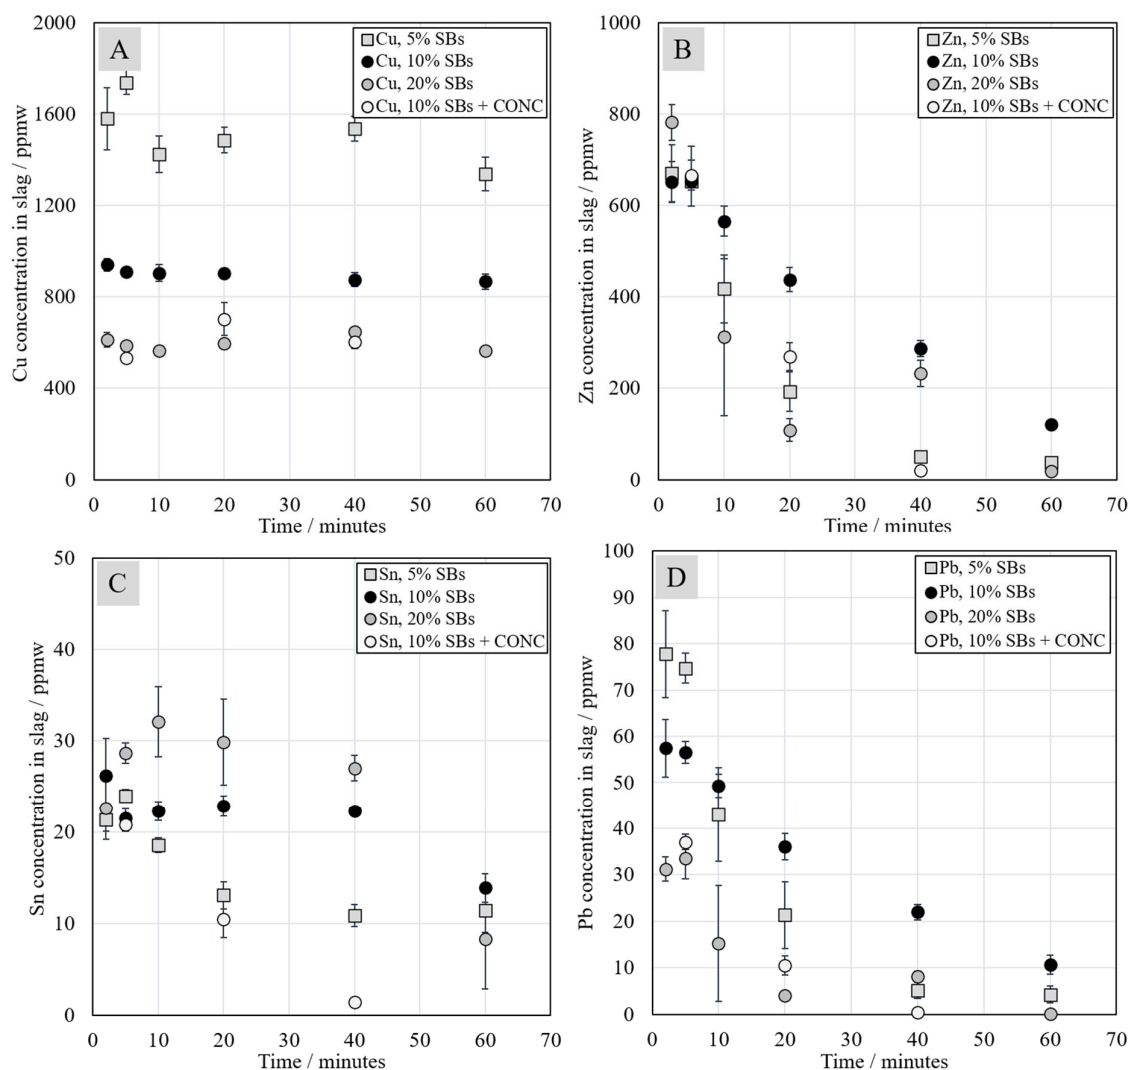 A
Cu, 5% SBs
Cu, 10% SBs
Cu, 20% SBs
Cu, 10% SBs + CONC
2000
1600
1200
800
400
0
Cu concentration in slag / ppmw
0 10 20 30 40 50 60 70
Time / minutes
B
Zn, 5% SBs
Zn, 10% SBs
Zn, 20% SBs
Zn, 10% SBs + CONC
1000
800
600
400
200
0
Zn concentration in slag / ppmw
0 10 20 30 40 50 60 70
Time / minutes
C
Sn, 5% SBs
Sn, 10% SBs
Sn, 20% SBs
Sn, 10% SBs + CONC
50
40
30
20
10
0
Sn concentration in slag / ppmw
0 10 20 30 40 50 60 70
Time / minutes
D
Pb, 5% SBs
Pb, 10% SBs
Pb, 20% SBs
Pb, 10% SBs + CONC
100
90
80
70
60
50
40
30
20
10
0
Pb concentration in slag / ppmw
0 10 20 30 40 50 60 70
Time / minutes